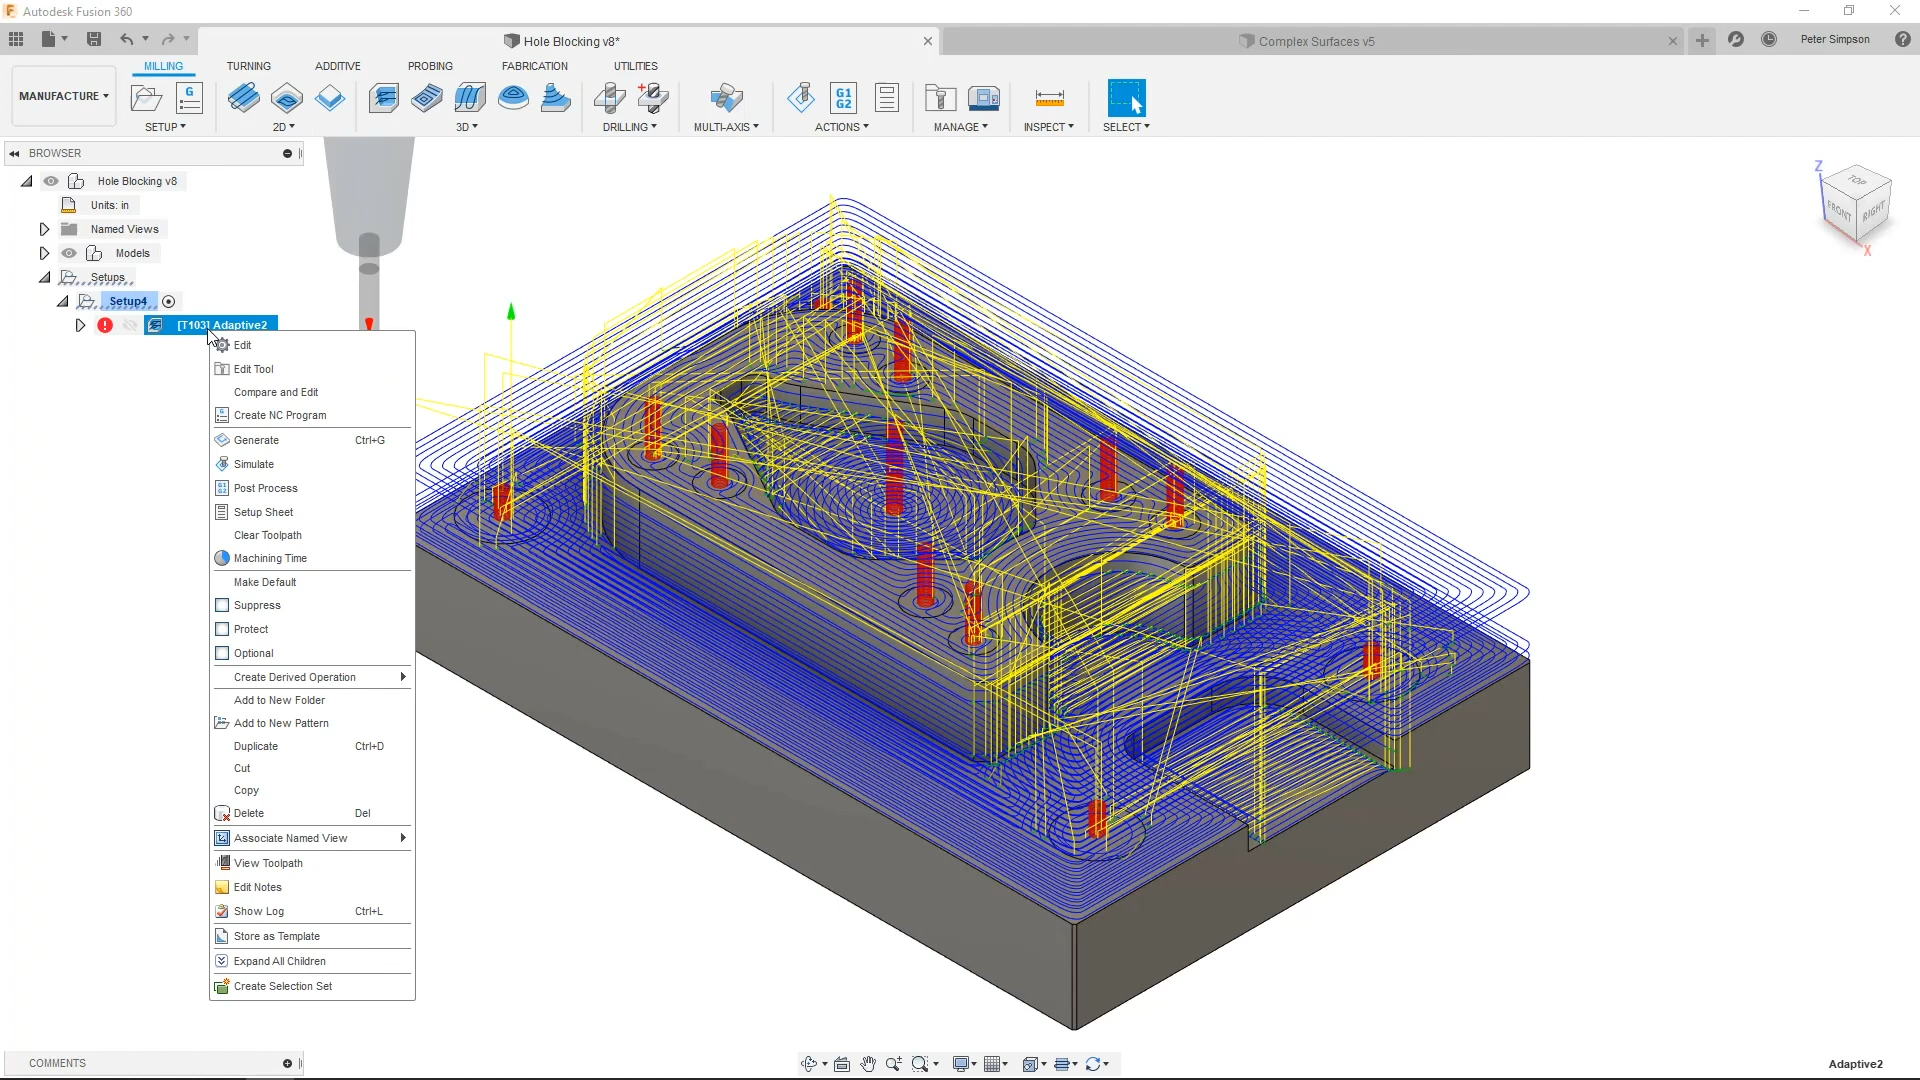 Autodesk Fusion 360
Hole Blocking v8*
Complex Surfaces v5
Peter Simpson
MILLING
TURNING
ADDITIVE
PROBING
FABRICATION
UTILITIES
MANUFACTURE
G
G1
G2
SETUP
2D
3D
DRILLING
MULTI-AXIS
ACTIONS
MANAGE
INSPECT
SELECT
BROWSER
Hole Blocking v8
Units: in
Named Views
Models
Setups
Setup4
[T103] Adaptive2
Edit
Edit Tool
Compare and Edit
Create NC Program
Generate Ctrl+G
Simulate
Post Process
Setup Sheet
Clear Toolpath
Machining Time
Make Default
Suppress
Protect
Optional
Create Derived Operation
Add to New Folder
Add to New Pattern
Duplicate Ctrl+D
Cut
Copy
Delete Del
Associate Named View
View Toolpath
Edit Notes
Show Log Ctrl+L
Store as Template
Expand All Children
Create Selection Set
Z
TOP
FRONT
RIGHT
X
COMMENTS
Adaptive2